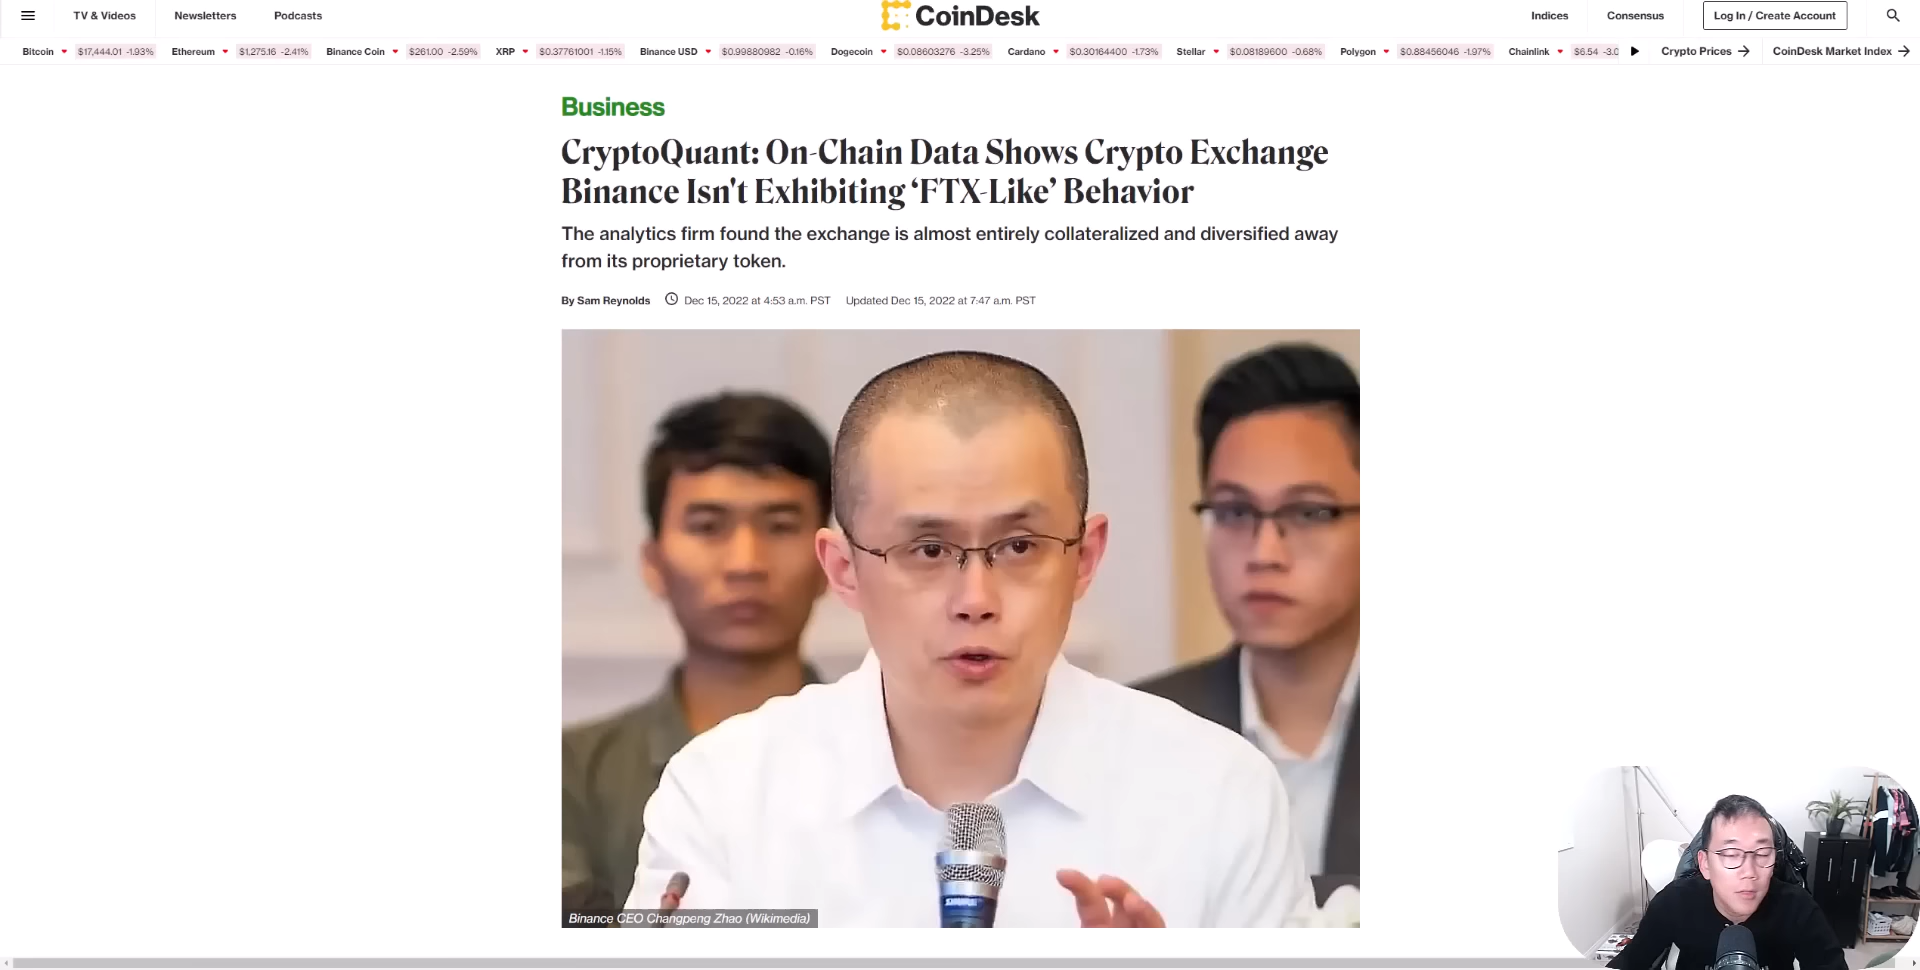 TV & Videos
Newsletters
Podcasts
CoinDesk
Indices
Consensus
Log In / Create Account
Bitcoin $17,444.01 -1.93% Ethereum $1,275.16 -2.41% Binance Coin $261.00 -2.59% XRP $0.37761001 -1.15% Binance USD $0.99880982 -0.16% Dogecoin $0.08603276 -3.25% Cardano $0.30164400 -1.73% Stellar $0.08189600 -0.68% Polygon $0.88456046 -1.97% Chainlink $6.54 -3.0 Crypto Prices CoinDesk Market Index
Business
CryptoQuant: On-Chain Data Shows Crypto Exchange
Binance Isn't Exhibiting ‘FTX-Like’ Behavior
The analytics firm found the exchange is almost entirely collateralized and diversified away
from its proprietary token.
By Sam Reynolds Dec 15, 2022 at 4:53 a.m. PST Updated Dec 15, 2022 at 7:47 a.m. PST
SHURE
Binance CEO Changpeng Zhao (Wikimedia)